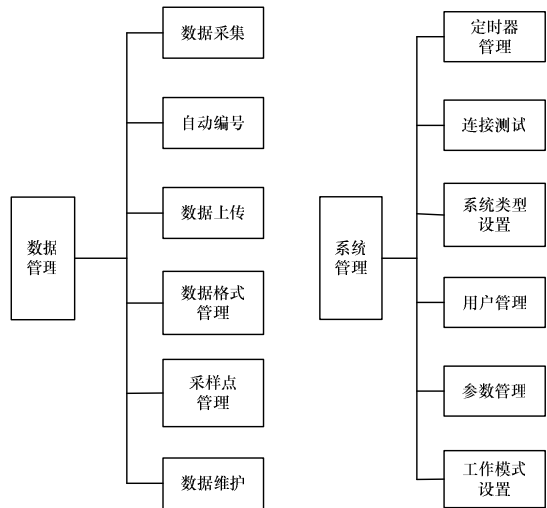 数据
管理
数据采集
自动编号
数据上传
数据格式
管理
采样点
管理
数据维护
系统
管理
定时器
管理
连接测试
系统类型
设置
用户管理
参数管理
工作模式
设置